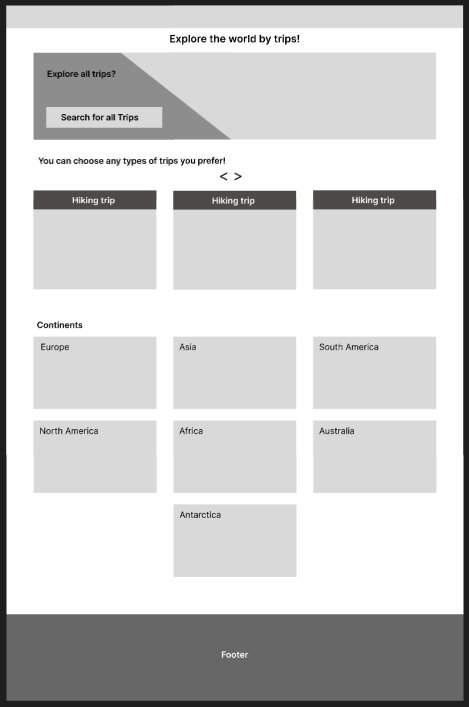 Explore the world by trips!
Explore all trips?
Search for all Trips
You can choose any types of trips you prefer!
< >
Hiking trip
Hiking trip
Hiking trip
Continents
Europe
Asia
South America
North America
Africa
Australia
Antarctica
Footer